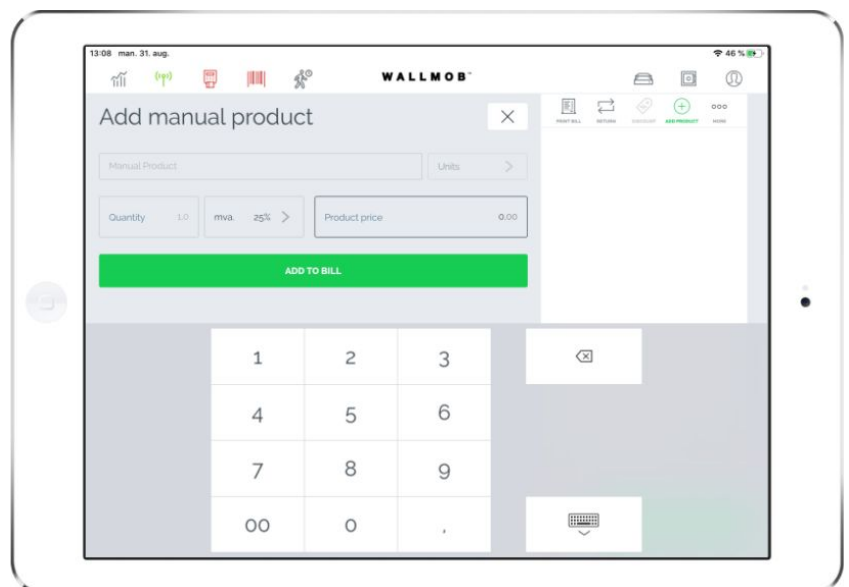 13:08 man. 31. aug.
46 %
WALLMOB
Add manual product
PRINT BILL RETURN DISCOUNT ADD PRODUCT MORE
Manual Product
Units
Quantity 1.0
mva. 25%
Product price 0.00
ADD TO BILL
1 2 3
4 5 6
7 8 9
00 0 ,